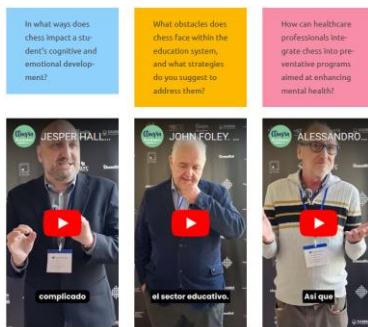 In what ways does
chess impact a stu-
dent's cognitive and
emotional develop-
ment?
What obstacles does
chess face within the
education system,
and what strategies
do you suggest to
address them?
How can healthcare
professionals inte-
grate chess into pre-
ventative programs
aimed at enhancing
mental health?
JESPER HALL...
JOHN FOLEY. ...
ALESSANDRO...
complicado
el sector educativo.
Así que